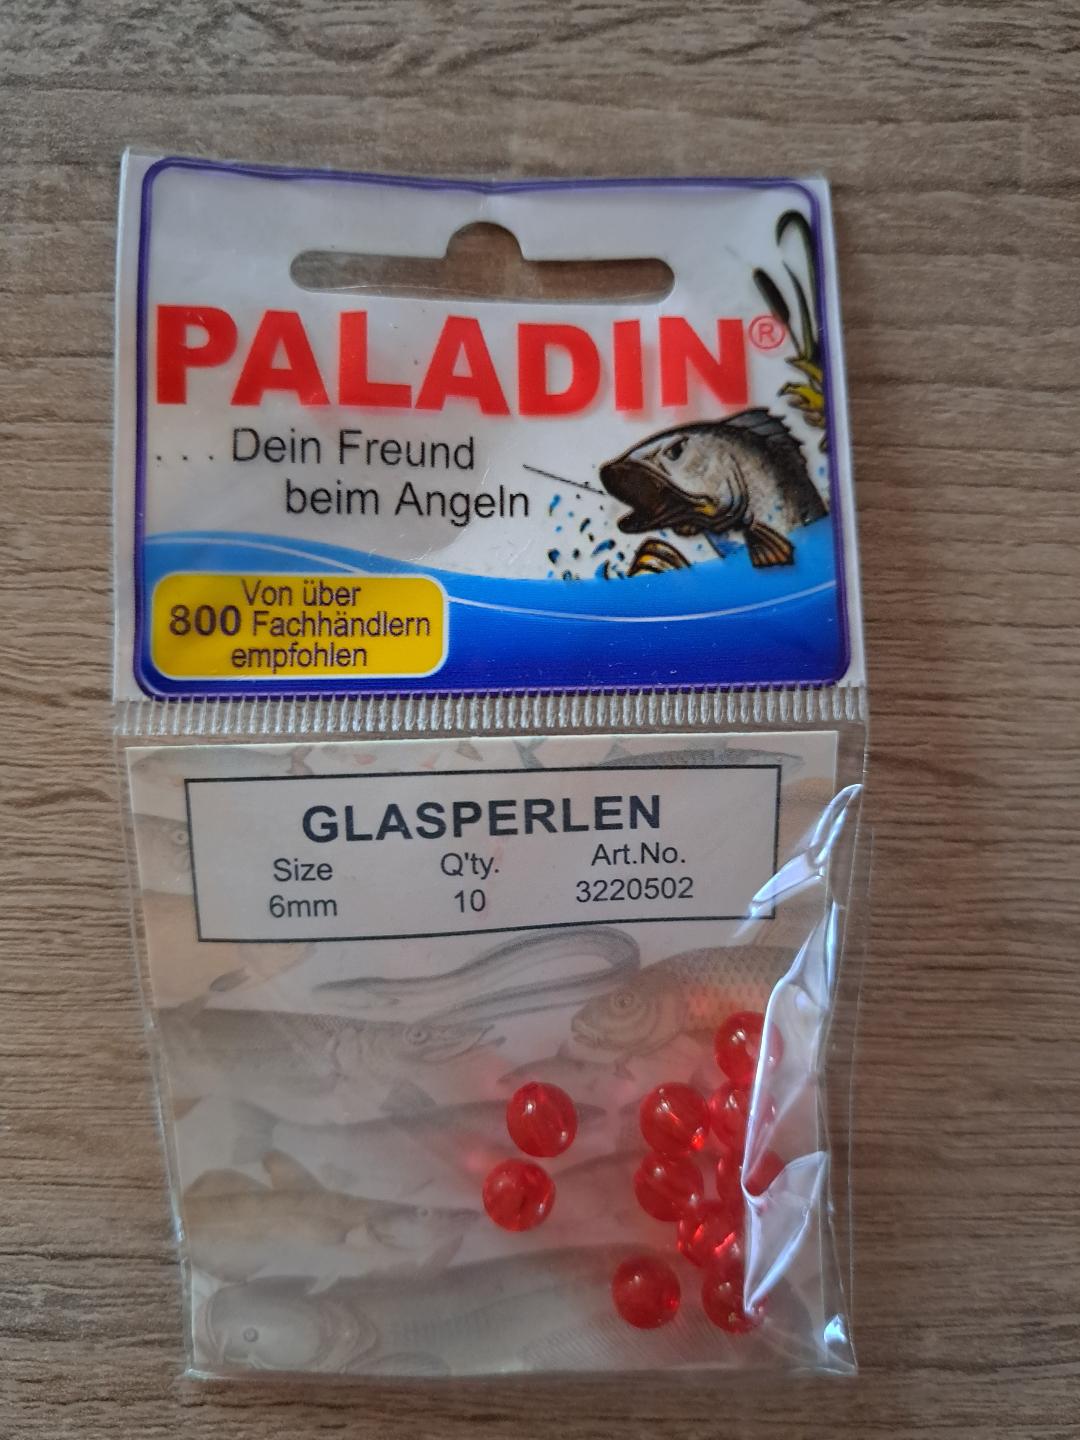 PALADIN®
. . . Dein Freund
beim Angeln
Von über
800 Fachhändlern
empfohlen
GLASPERLEN
Size Q'ty. Art.No.
6mm 10 3220502